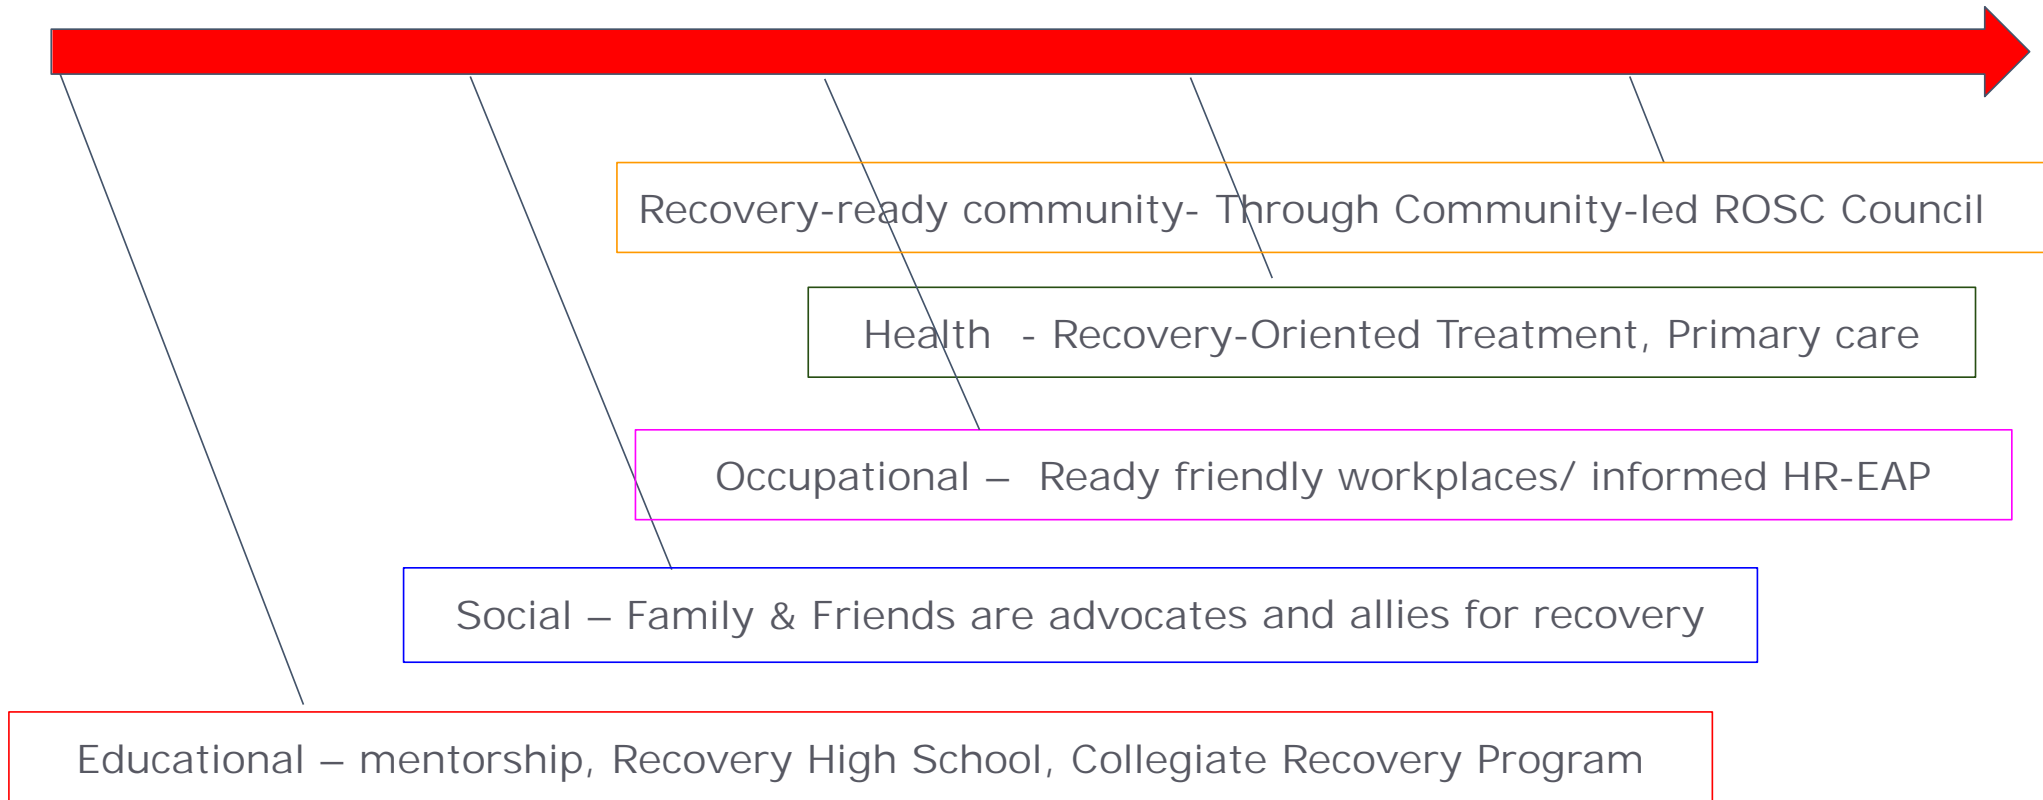 Recovery-ready community- Through Community-led ROSC Council
Health - Recovery-Oriented Treatment, Primary care
Occupational – Ready friendly workplaces/ informed HR-EAP
Social – Family & Friends are advocates and allies for recovery
Educational – mentorship, Recovery High School, Collegiate Recovery Program